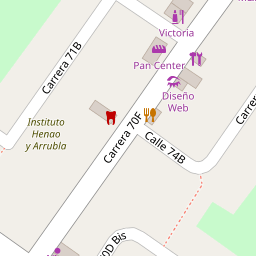 Victoria
Carrera 71B
Pan Center
Diseño
Web
Carrera 70F
Instituto
Henao
y Arrubla
Calle 74B